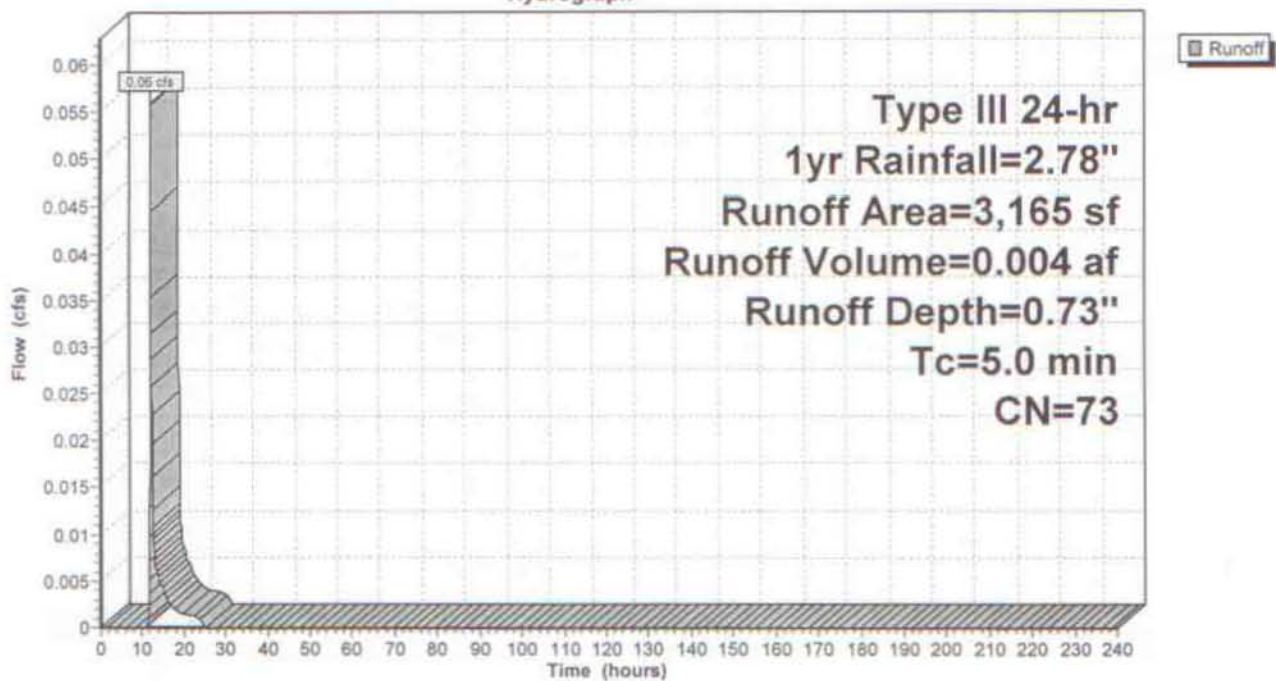 Hydrograph
Runoff
0.06 cfs
Type III 24-hr
1yr Rainfall=2.78"
Runoff Area=3,165 sf
Runoff Volume=0.004 af
Runoff Depth=0.73"
Tc=5.0 min
CN=73
0.06
0.055
0.05
0.045
0.04
0.035
0.03
0.025
0.02
0.015
0.01
0.005
0
Flow (cfs)
0 10 20 30 40 50 60 70 80 90 100 110 120 130 140 150 160 170 180 190 200 210 220 230 240
Time (hours)